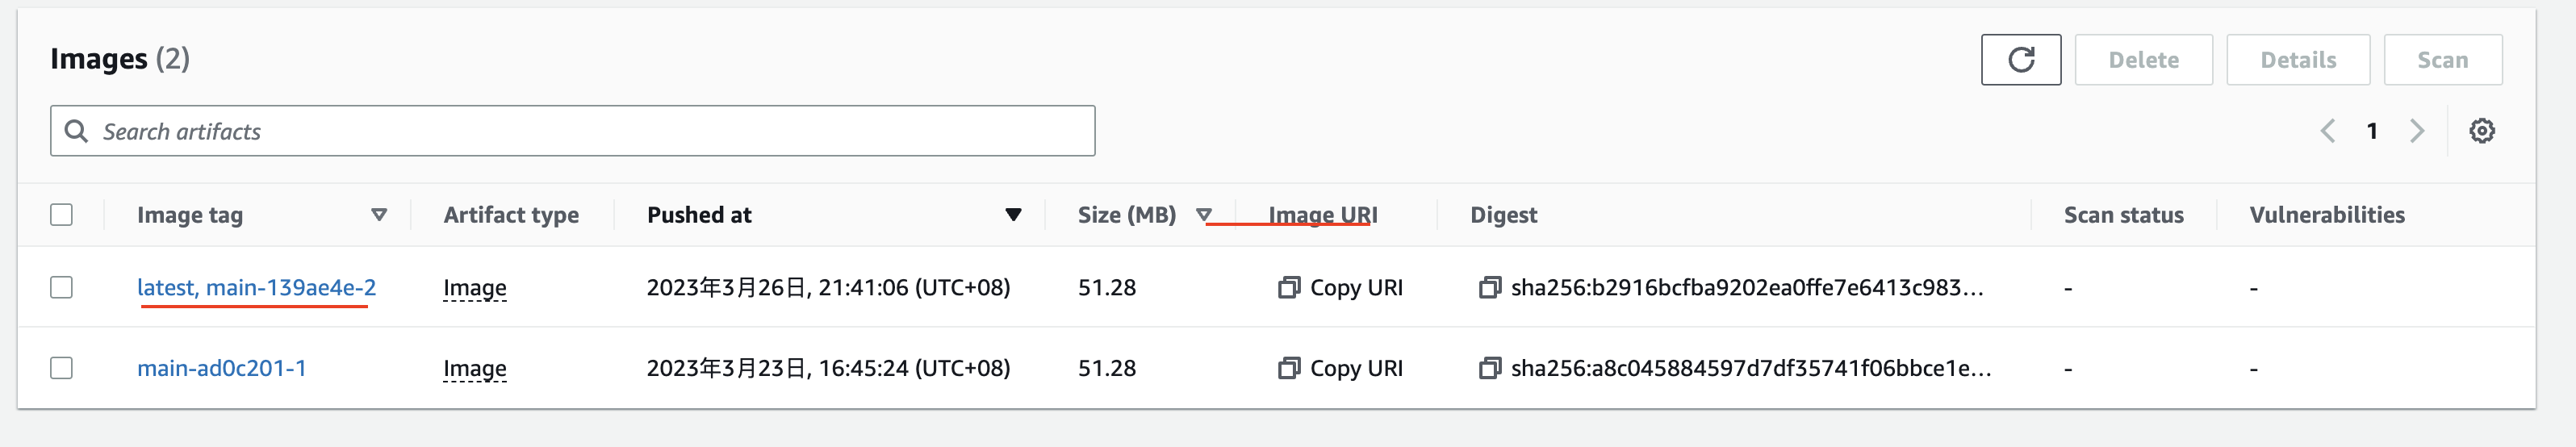 Images (2)
Delete
Details
Scan
Search artifacts
1
Image tag Artifact type Pushed at Size (MB) Image URI Digest Scan status Vulnerabilities
latest, main-139ae4e-2 Image 2023年3月26日, 21:41:06 (UTC+08) 51.28 Copy URI sha256:b2916bcfba9202ea0ffe7e6413c983... - -
main-ad0c201-1 Image 2023年3月23日, 16:45:24 (UTC+08) 51.28 Copy URI sha256:a8c045884597d7df35741f06bbce1e... - -